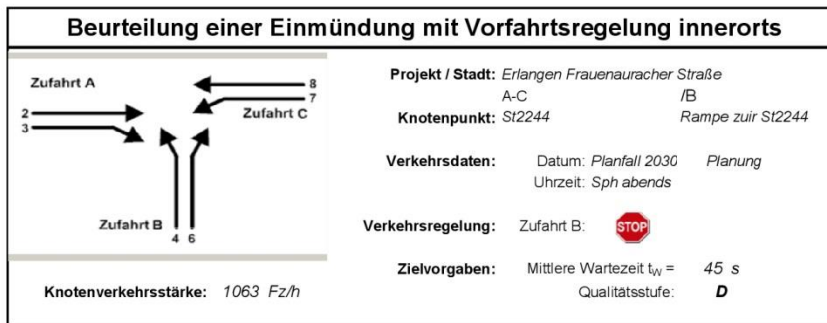 Beurteilung einer Einmündung mit Vorfahrtsregelung innerorts
Zufahrt A
8
7
Zufahrt C
2
3
Zufahrt B
4 6
Knotenverkehrsstärke: 1063 Fz/h
Projekt / Stadt: Erlangen Frauenauracher Straße
A-C /B
Knotenpunkt: St2244 Rampe zuir St2244
Verkehrsdaten: Datum: Planfall 2030 Planung
Uhrzeit: Sph abends
Verkehrsregelung: Zufahrt B: STOP
Zielvorgaben: Mittlere Wartezeit tW = 45 s
Qualitätsstufe: D